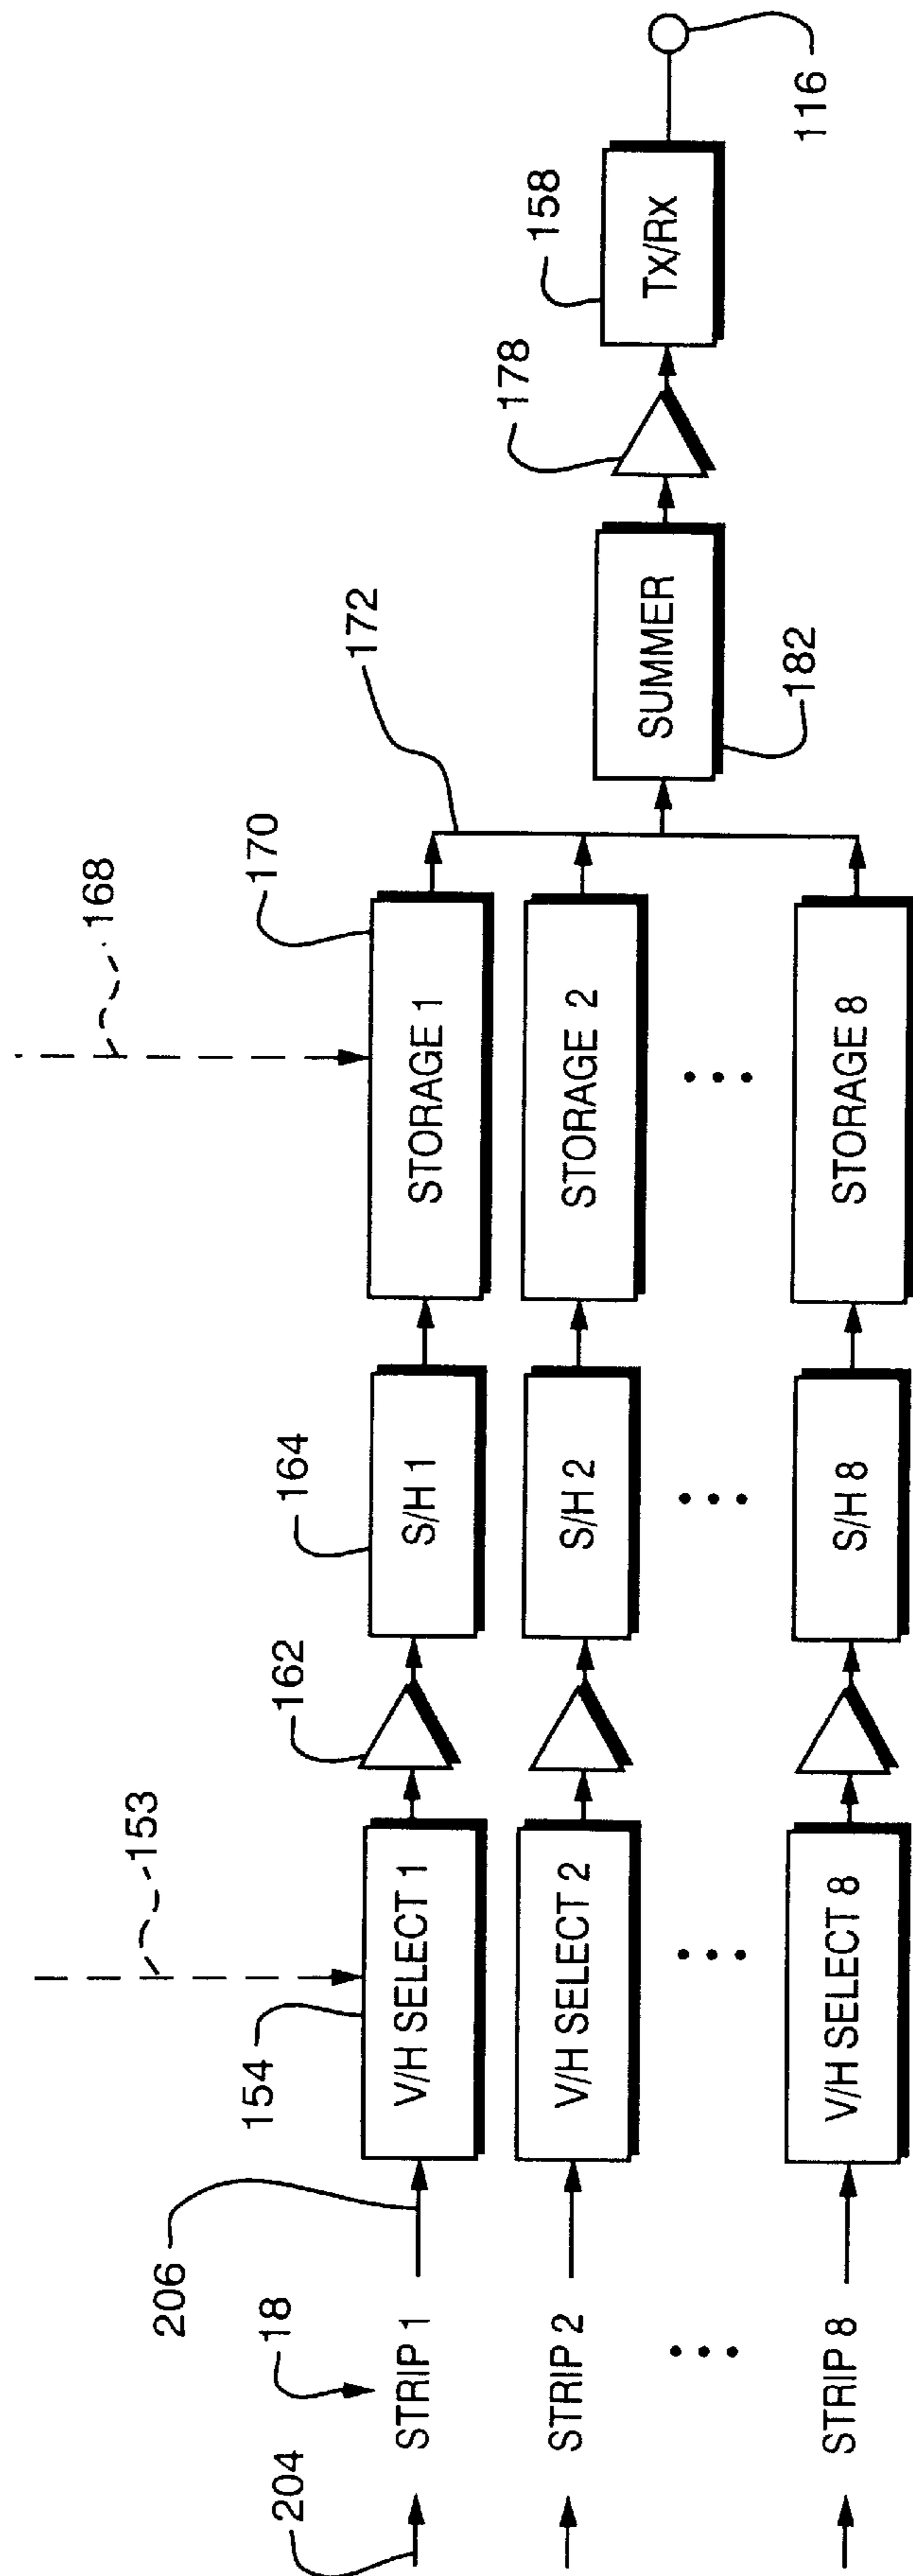 204
18
206
STRIP 1
STRIP 2
STRIP 8
154
153
V/H SELECT 1
V/H SELECT 2
V/H SELECT 8
162
164
S/H 1
S/H 2
S/H 8
168
170
STORAGE 1
STORAGE 2
STORAGE 8
172
SUMMER
182
178
158
TX/RX
116